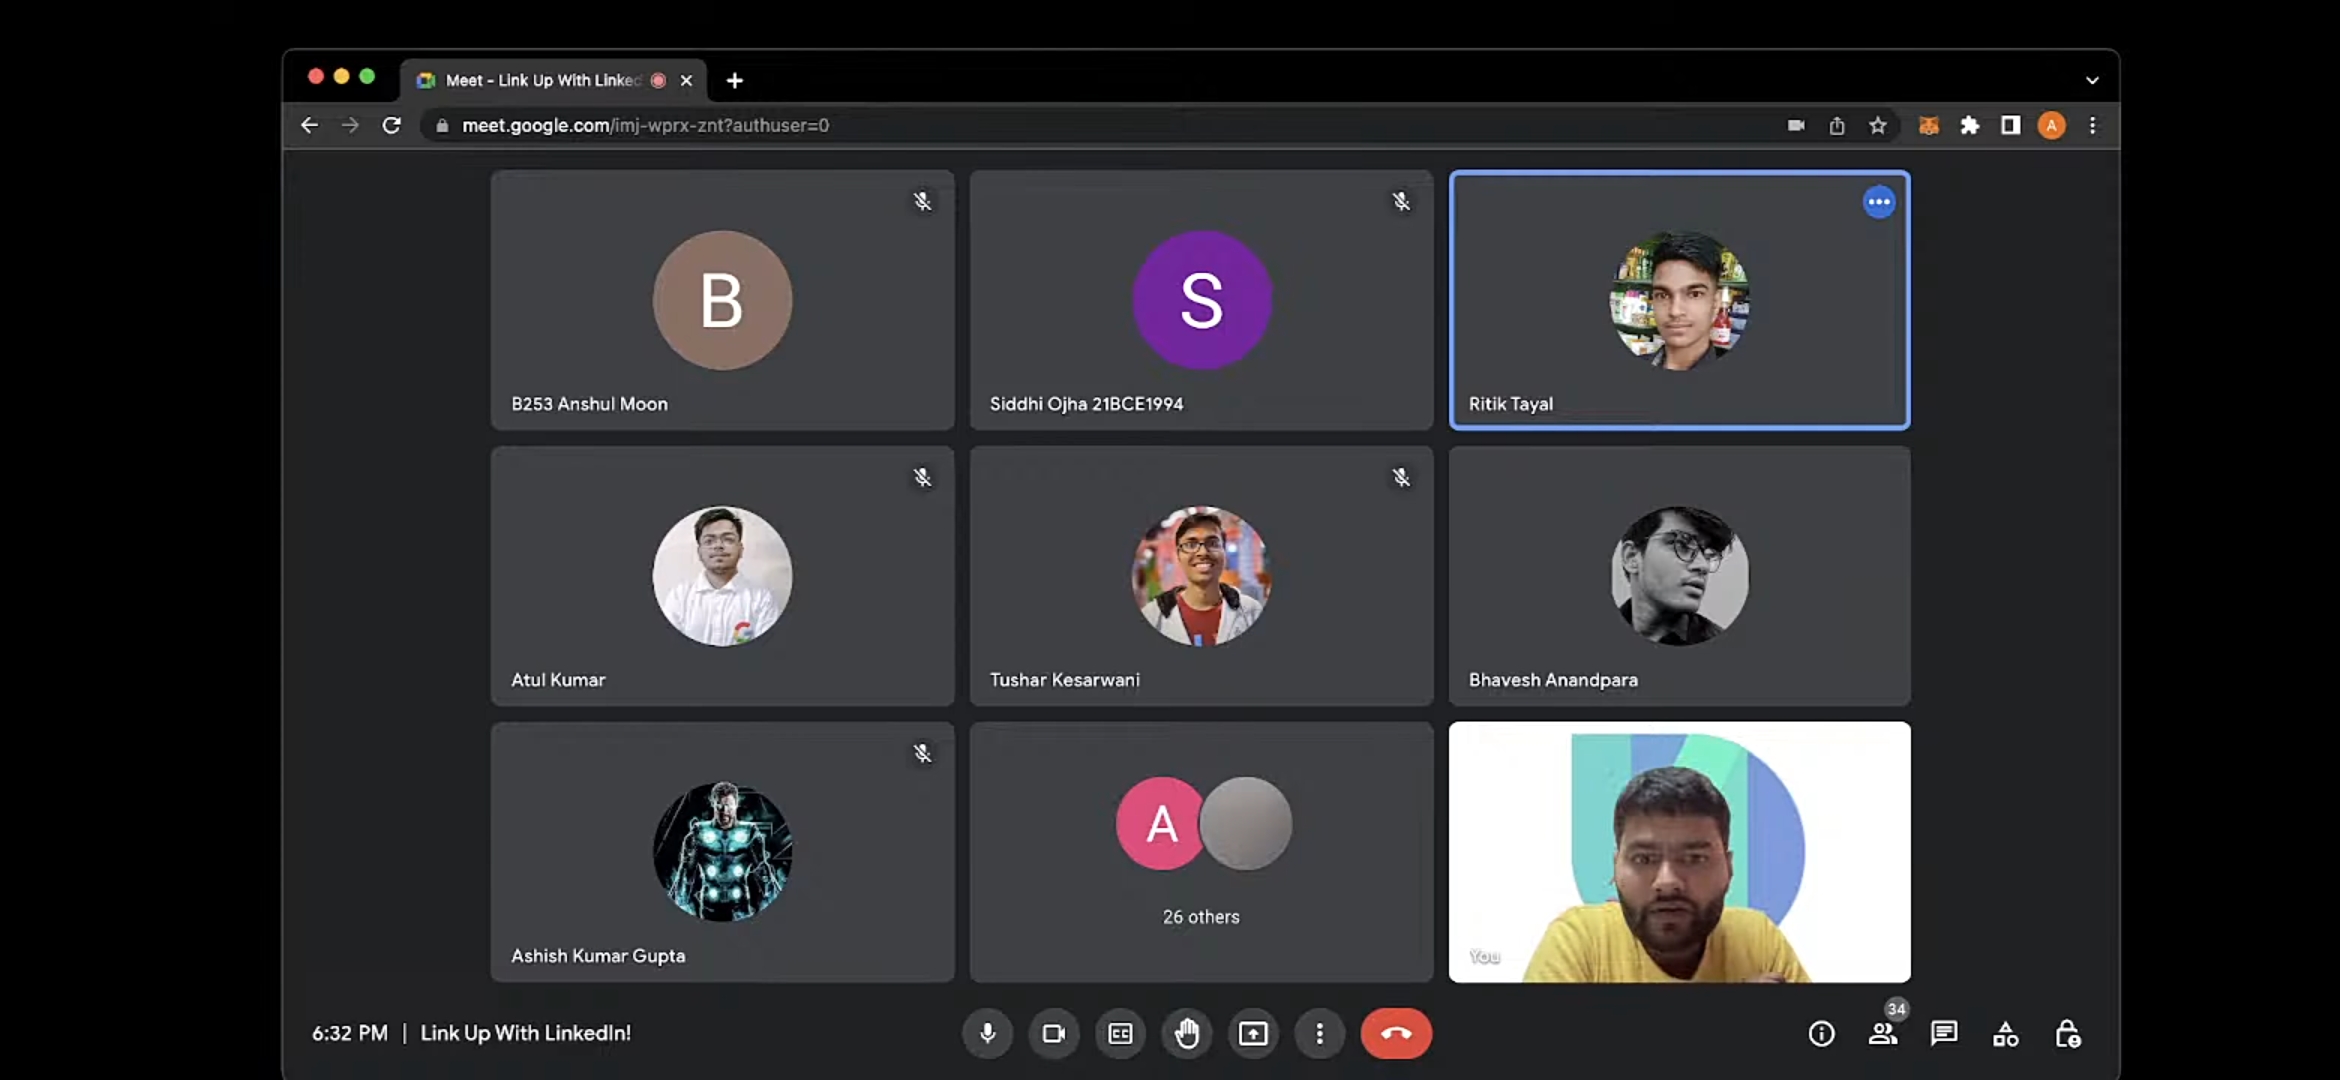 Meet - Link Up With Linked
meet.google.com/imj-wprx-znt?authuser=0
A
B
B253 Anshul Moon
S
Siddhi Ojha 21BCE1994
Ritik Tayal
Atul Kumar
Tushar Kesarwani
Bhavesh Anandpara
Ashish Kumar Gupta
A
26 others
You
6:32 PM | Link Up With LinkedIn!
CC
34